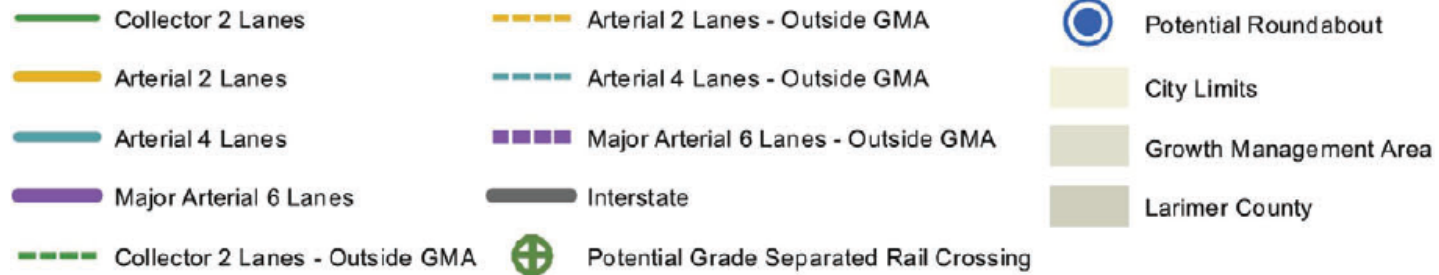 Collector 2 Lanes
Arterial 2 Lanes
Arterial 4 Lanes
Major Arterial 6 Lanes
Collector 2 Lanes - Outside GMA
Arterial 2 Lanes - Outside GMA
Arterial 4 Lanes - Outside GMA
Major Arterial 6 Lanes - Outside GMA
Interstate
Potential Grade Separated Rail Crossing
Potential Roundabout
City Limits
Growth Management Area
Larimer County